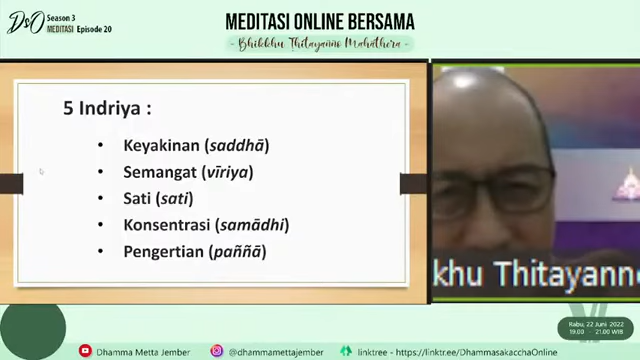 DsO Season 3
MEDITASI Episode 20
MEDITASI ONLINE BERSAMA
- Bhikkhu Thitayanno Mahathera -
5 Indriya :
• Keyakinan (saddhā)
• Semangat (vīriya)
• Sati (sati)
• Konsentrasi (samādhi)
• Pengertian (paññā)
khu Thitayanno
Rabu, 22 Juni 2022
19.00 - 21.00 WIB
Dhamma Metta Jember
@dhammamettajember
linktree - https://linktr.ee/DhammasakacchaOnline